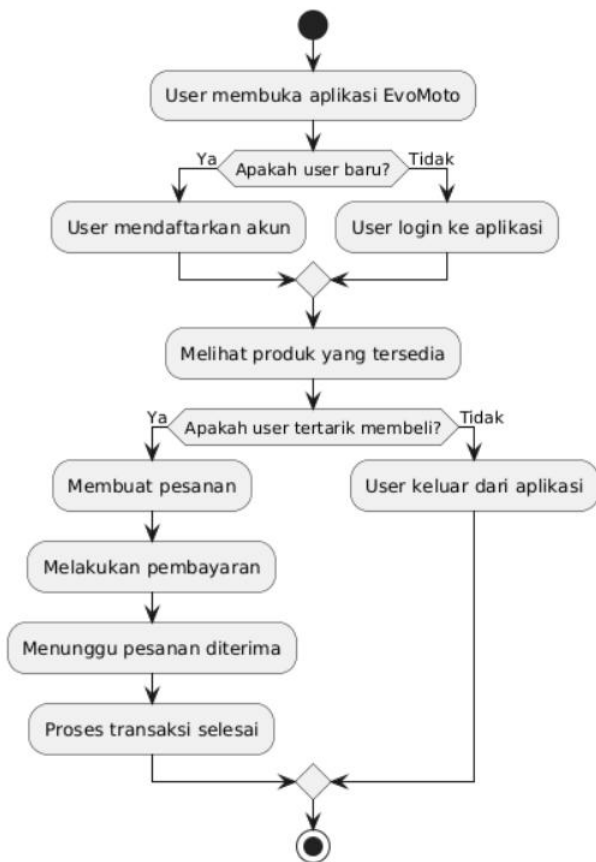 User membuka aplikasi EvoMoto
Ya
Apakah user baru?
Tidak
User mendaftarkan akun
User login ke aplikasi
Melihat produk yang tersedia
Ya
Apakah user tertarik membeli?
Tidak
Membuat pesanan
User keluar dari aplikasi
Melakukan pembayaran
Menunggu pesanan diterima
Proses transaksi selesai